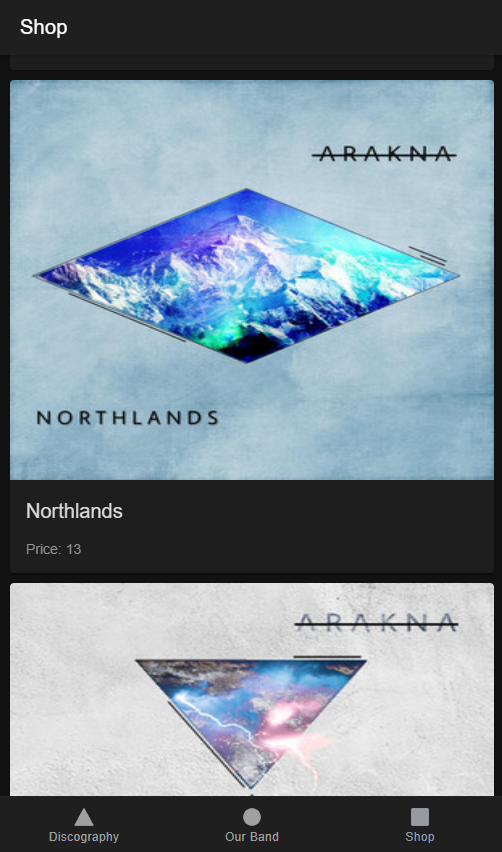 Shop
ARAKNA
NORTHLANDS
Northlands
Price: 13
ARAKNA
Discography
Our Band
Shop